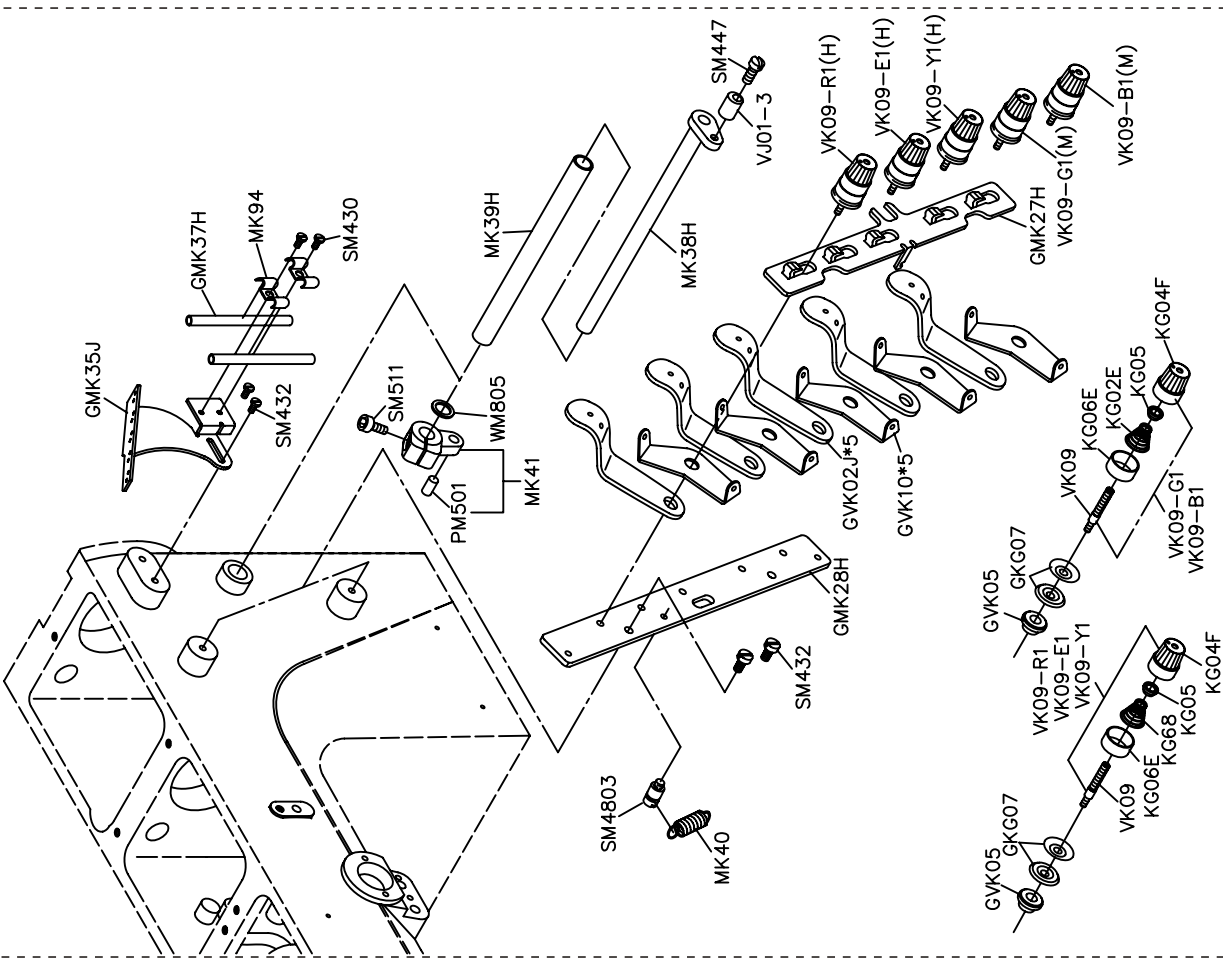 SM447
VJ01-3
VK09-R1(H)
VK09-E1(H)
VK09-Y1(H)
VK09-G1(M)
VK09-B1(M)
GMK27H
MK39H
MK38H
GMK37H
MK94
SM430
GMK35J
SM432
SM511
WM805
PM501
MK41
GVK02J*5
GVK10*5
GMK28H
SM432
SM4803
MK40
KG04F
KG05
KG02E
KG06E
VK09
VK09-G1
VK09-B1
GKG07
GVK05
VK09-R1
VK09-E1
VK09-Y1
KG04F
KG05
KG68
KG06E
VK09
GKG07
GVK05